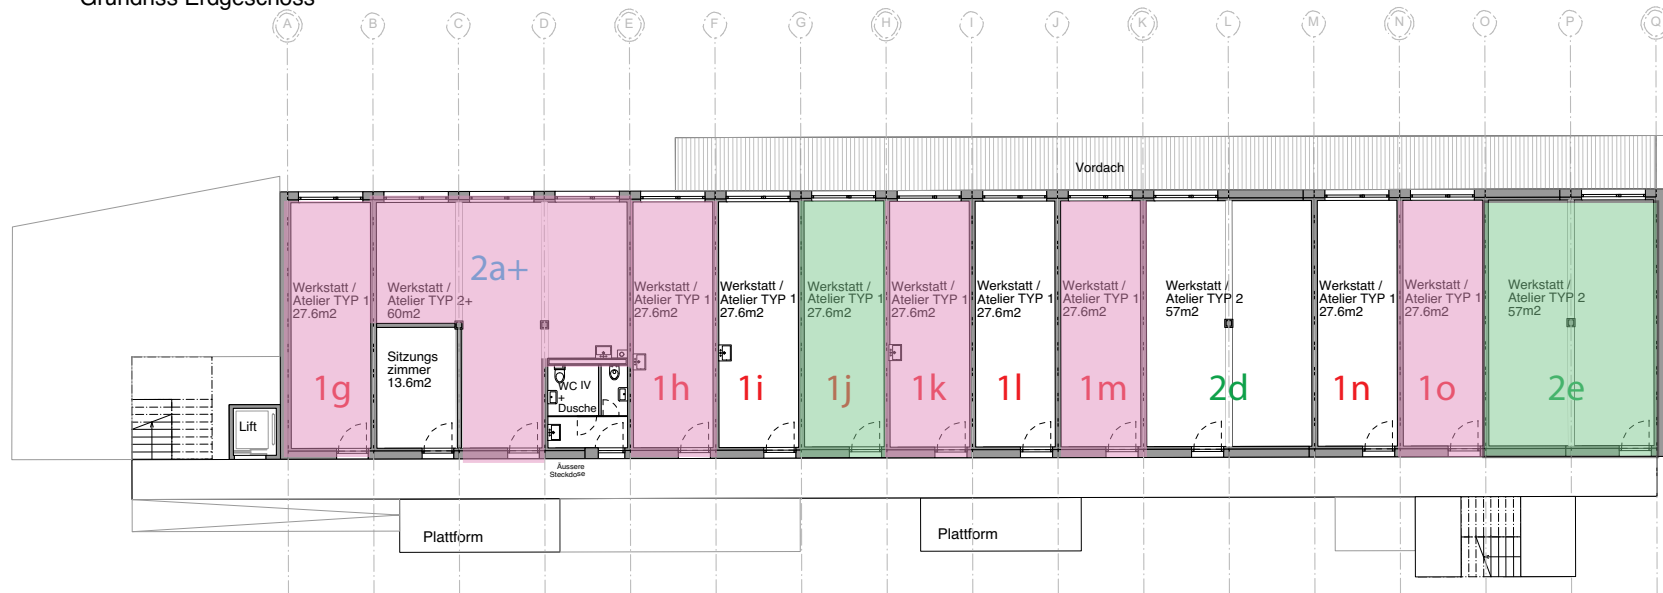 Grundriss Erdgeschoss
A B C D E F G H I J K L M N O P Q
Vordach
2a+
Werkstatt /
Atelier TYP 1
27.6m2
Werkstatt /
Atelier TYP 2+
60m2
Werkstatt /
Atelier TYP 1
27.6m2
Werkstatt /
Atelier TYP 1
27.6m2
Werkstatt /
Atelier TYP 1
27.6m2
Werkstatt /
Atelier TYP 1
27.6m2
Werkstatt /
Atelier TYP 1
27.6m2
Werkstatt /
Atelier TYP 1
27.6m2
Werkstatt /
Atelier TYP 2
57m2
Werkstatt /
Atelier TYP 1
27.6m2
Werkstatt /
Atelier TYP 1
27.6m2
Werkstatt /
Atelier TYP 2
57m2
Sitzungs
zimmer
13.6m2
WC IV
+
Dusche
1g
1h
1i
1j
1k
1l
1m
2d
1n
1o
2e
Lift
Äussere
Steckdose
Plattform
Plattform